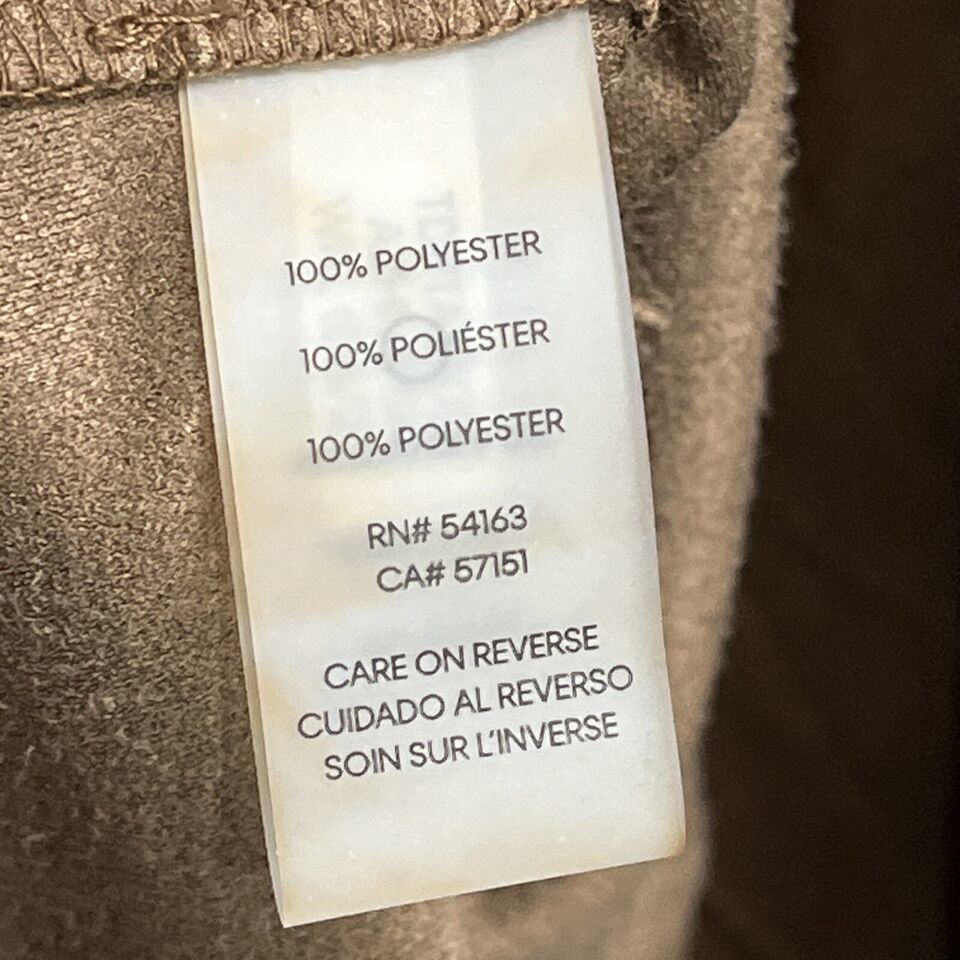 100% POLYESTER
100% POLIÉSTER
100% POLYESTER
RN# 54163
CA# 57151
CARE ON REVERSE
CUIDADO AL REVERSO
SOIN SUR L'INVERSE